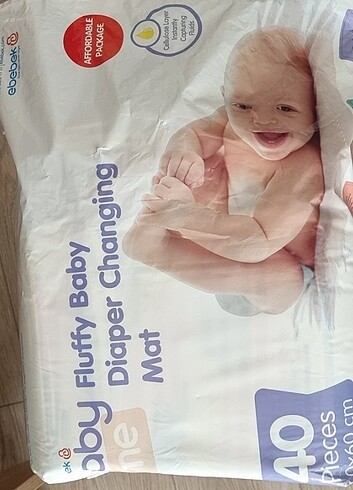 ebebek
AFFORDABLE
PACKAGE
Cellulose Layer
Instantly
Capturing
Fluids
Fluffy Baby
Diaper Changing
Mat
40
Pieces